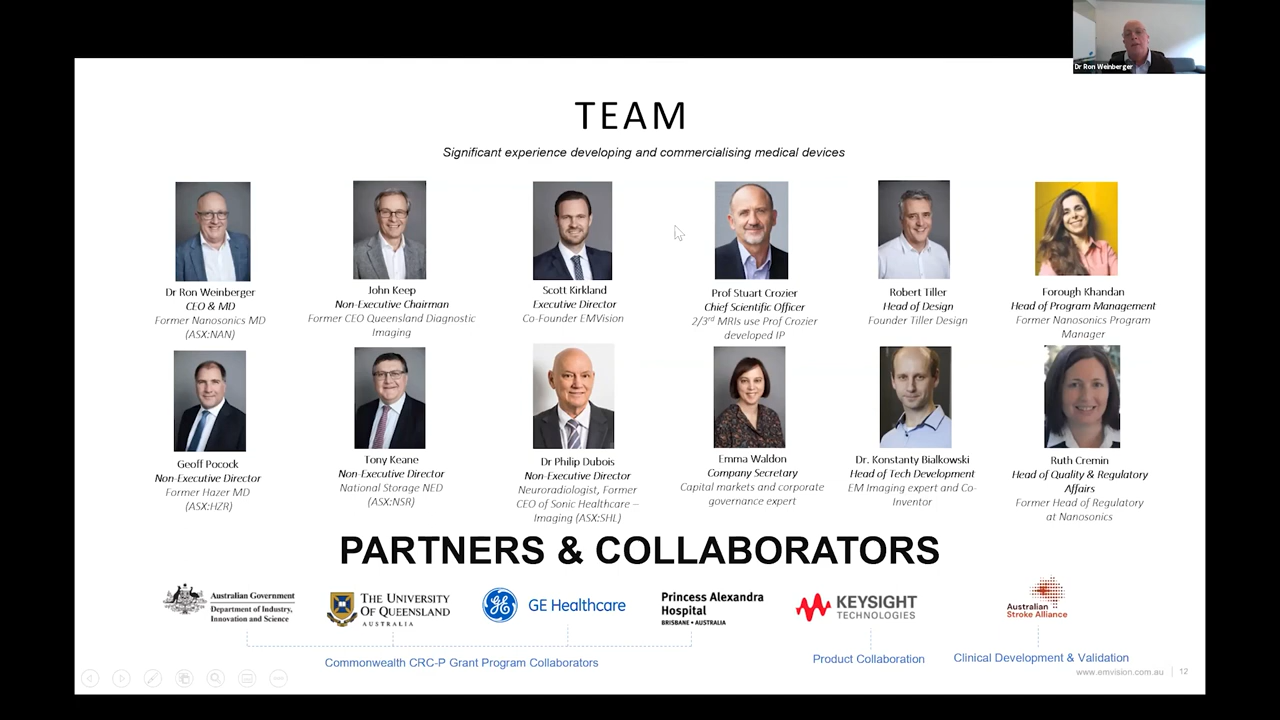 Dr Ron Weinberger
TEAM
Significant experience developing and commercialising medical devices
Dr Ron Weinberger
CEO & MD
Former Nanosonics MD
(ASX:NAN)
John Keep
Non-Executive Chairman
Former CEO Queensland Diagnostic
Imaging
Scott Kirkland
Executive Director
Co-Founder EMVision
Prof Stuart Crozier
Chief Scientific Officer
2/3rd MRIs use Prof Crozier
developed IP
Robert Tiller
Head of Design
Founder Tiller Design
Forough Khandan
Head of Program Management
Former Nanosonics Program
Manager
Geoff Pocock
Non-Executive Director
Former Hazer MD
(ASX:HZR)
Tony Keane
Non-Executive Director
National Storage NED
(ASX:NSR)
Dr Philip Dubois
Non-Executive Director
Neuroradiologist, Former
CEO of Sonic Healthcare –
Imaging (ASX:SHL)
Emma Waldon
Company Secretary
Capital markets and corporate
governance expert
Dr. Konstanty Bialkowski
Head of Tech Development
EM Imaging expert and Co-
Inventor
Ruth Cremin
Head of Quality & Regulatory
Affairs
Former Head of Regulatory
at Nanosonics
PARTNERS & COLLABORATORS
Australian Government
Department of Industry,
Innovation and Science
THE UNIVERSITY
OF QUEENSLAND
AUSTRALIA
GE Healthcare
Princess Alexandra
Hospital
BRISBANE • AUSTRALIA
KEYSIGHT
TECHNOLOGIES
Australian
Stroke Alliance
Commonwealth CRC-P Grant Program Collaborators
Product Collaboration
Clinical Development & Validation
www.emvision.com.au | 12